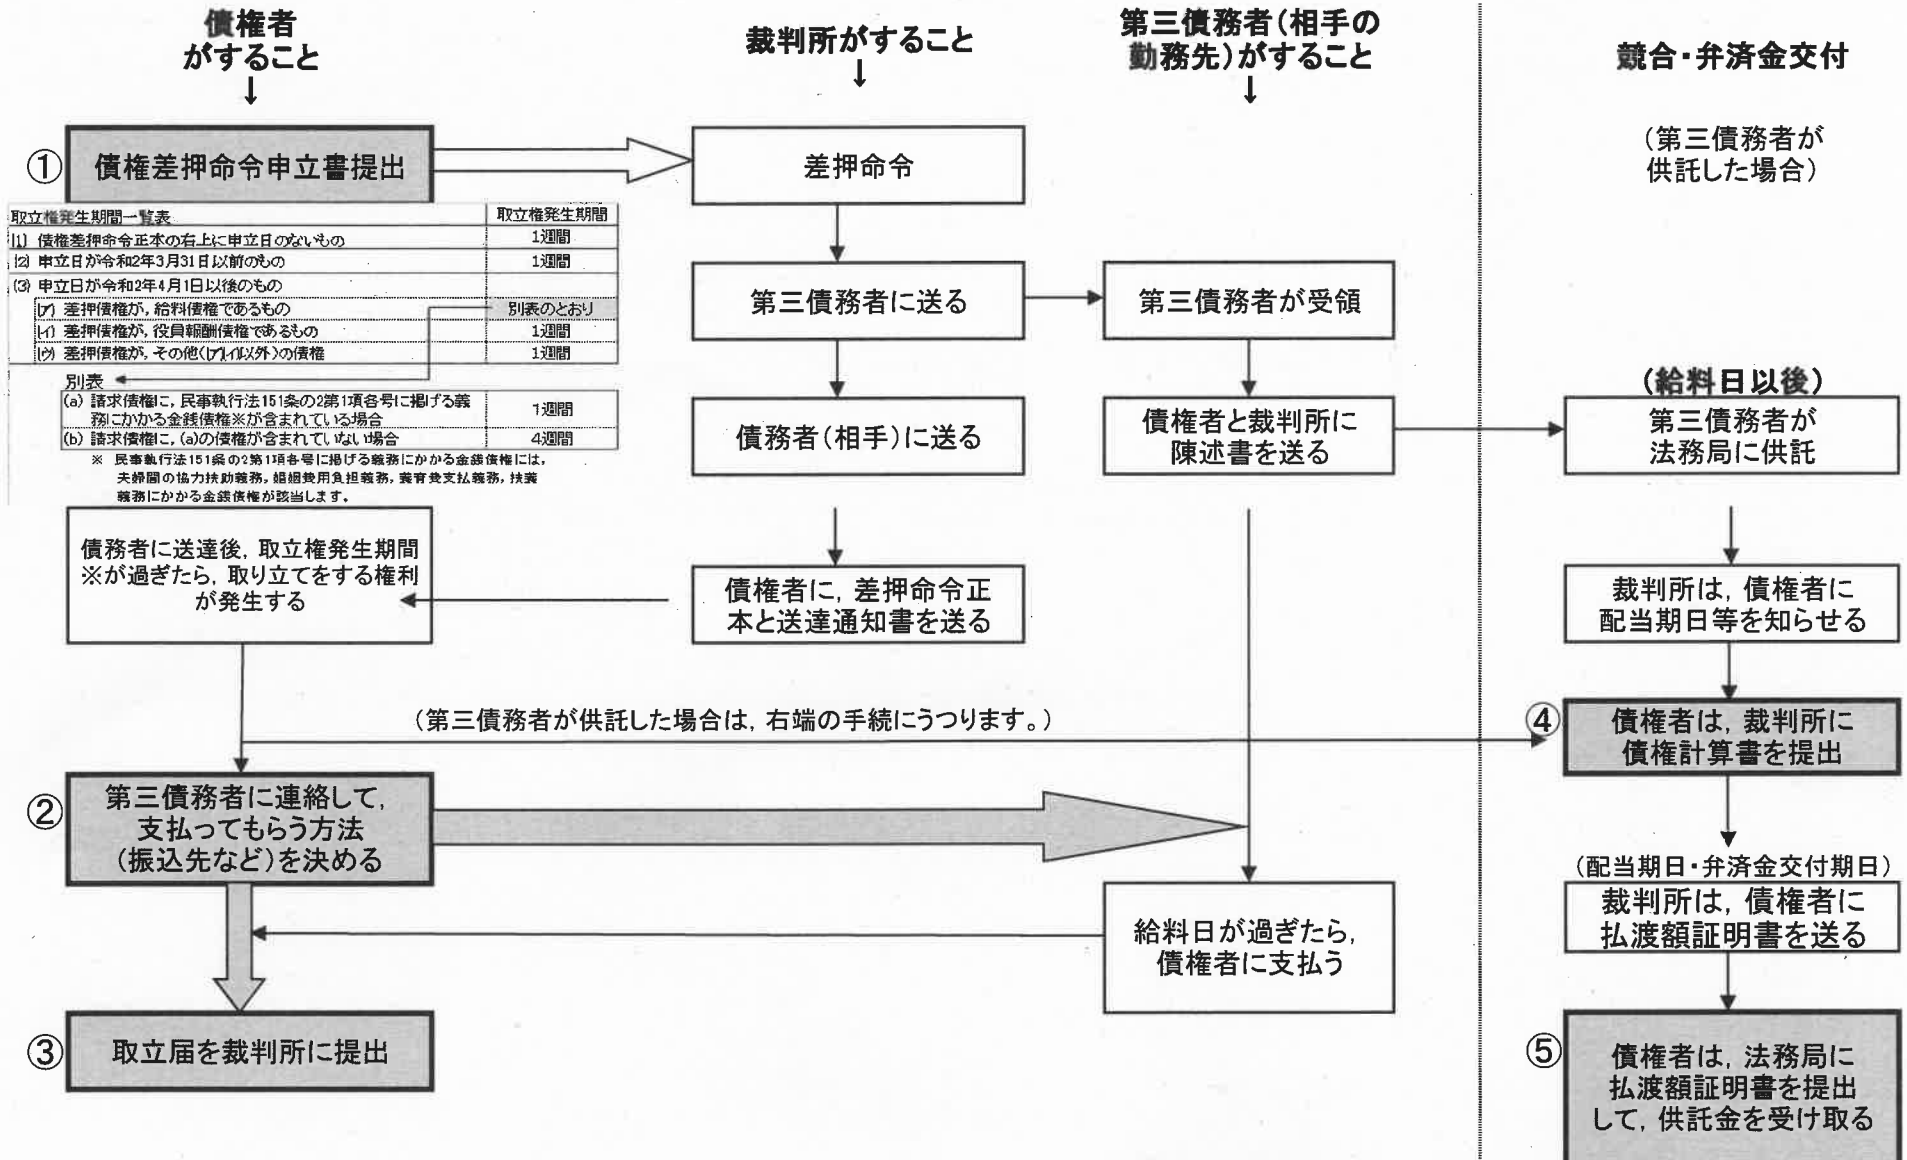 債権者
がすること
↓
裁判所がすること
↓
第三債務者(相手の
勤務先)がすること
↓
競合・弁済金交付
(第三債務者が
供託した場合)
① 債権差押命令申立書提出
差押命令
取立権発生期間一覧表 取立権発生期間
(1) 債権差押命令正本の右上に申立日のないもの 1週間
(2) 申立日が令和2年3月31日以前のもの 1週間
(3) 申立日が令和2年4月1日以後のもの
(ア) 差押債権が,給料債権であるもの 別表のとおり
(イ) 差押債権が,役員報酬債権であるもの 1週間
(ウ) 差押債権が,その他((ア)(イ)以外)の債権 1週間
別表
(a) 請求債権に,民事執行法151条の2第1項各号に掲げる義
務にかかる金銭債権※が含まれている場合 1週間
(b) 請求債権に,(a)の債権が含まれていない場合 4週間
※ 民事執行法151条の2第1項各号に掲げる義務にかかる金銭債権には,
夫婦間の協力扶助義務,婚姻費用負担義務,養育費支払義務,扶養
義務にかかる金銭債権が該当します。
第三債務者に送る
第三債務者が受領
債務者(相手)に送る
債権者と裁判所に
陳述書を送る
(給料日以後)
第三債務者が
法務局に供託
債務者に送達後,取立権発生期間
※が過ぎたら,取り立てをする権利
が発生する
債権者に,差押命令正
本と送達通知書を送る
裁判所は,債権者に
配当期日等を知らせる
(第三債務者が供託した場合は,右端の手続にうつります。)
④ 債権者は,裁判所に
債権計算書を提出
② 第三債務者に連絡して,
支払ってもらう方法
(振込先など)を決める
(配当期日・弁済金交付期日)
裁判所は,債権者に
払渡額証明書を送る
給料日が過ぎたら,
債権者に支払う
③ 取立届を裁判所に提出
⑤ 債権者は,法務局に
払渡額証明書を提出
して,供託金を受け取る